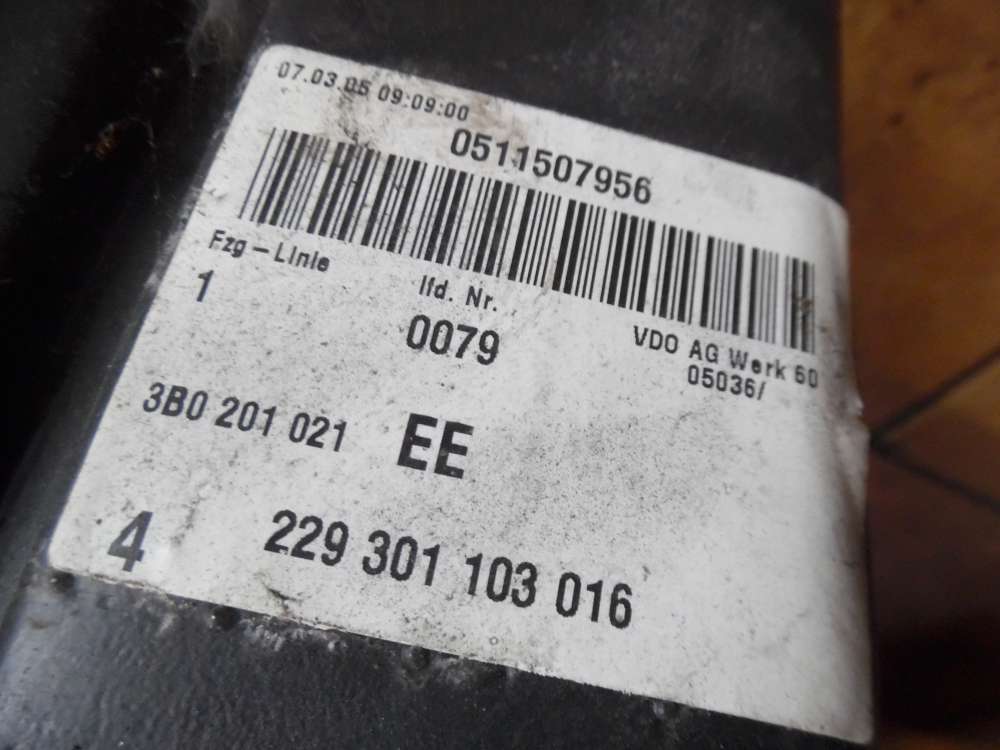 07.03.05 09:09:00
0511507956
Fzg-Linie
1
lfd. Nr.
0079
VDO AG Werk 60
05036/
3B0 201 021 EE
4 229 301 103 016